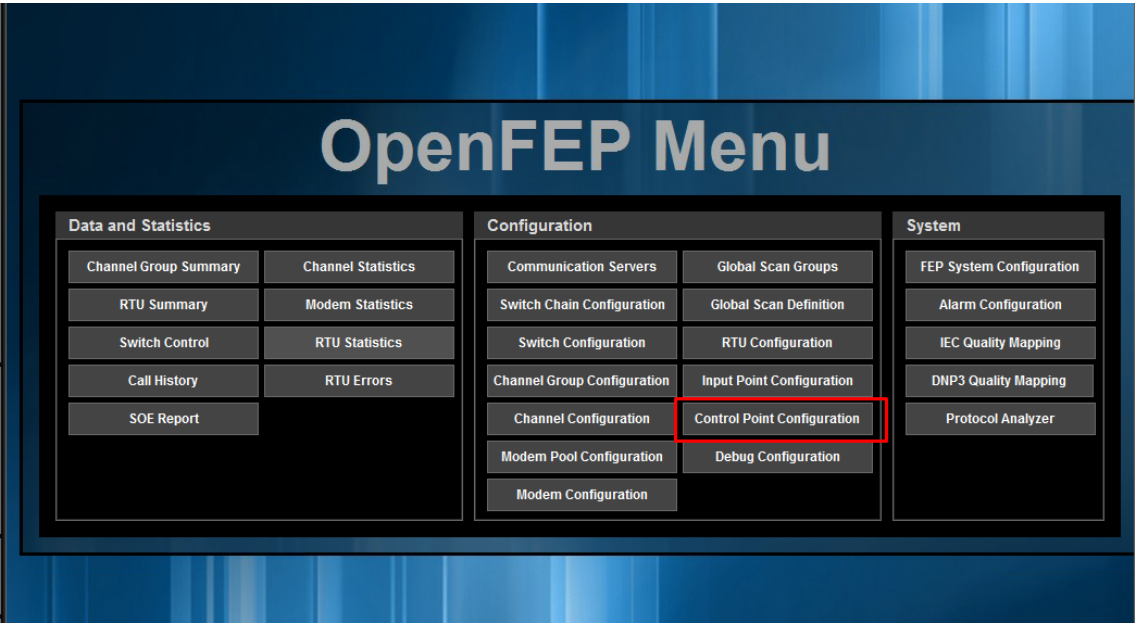 OpenFEP Menu
Data and Statistics
Channel Group Summary
Channel Statistics
RTU Summary
Modem Statistics
Switch Control
RTU Statistics
Call History
RTU Errors
SOE Report
Configuration
Communication Servers
Global Scan Groups
Switch Chain Configuration
Global Scan Definition
Switch Configuration
RTU Configuration
Channel Group Configuration
Input Point Configuration
Channel Configuration
Control Point Configuration
Modem Pool Configuration
Debug Configuration
Modem Configuration
System
FEP System Configuration
Alarm Configuration
IEC Quality Mapping
DNP3 Quality Mapping
Protocol Analyzer